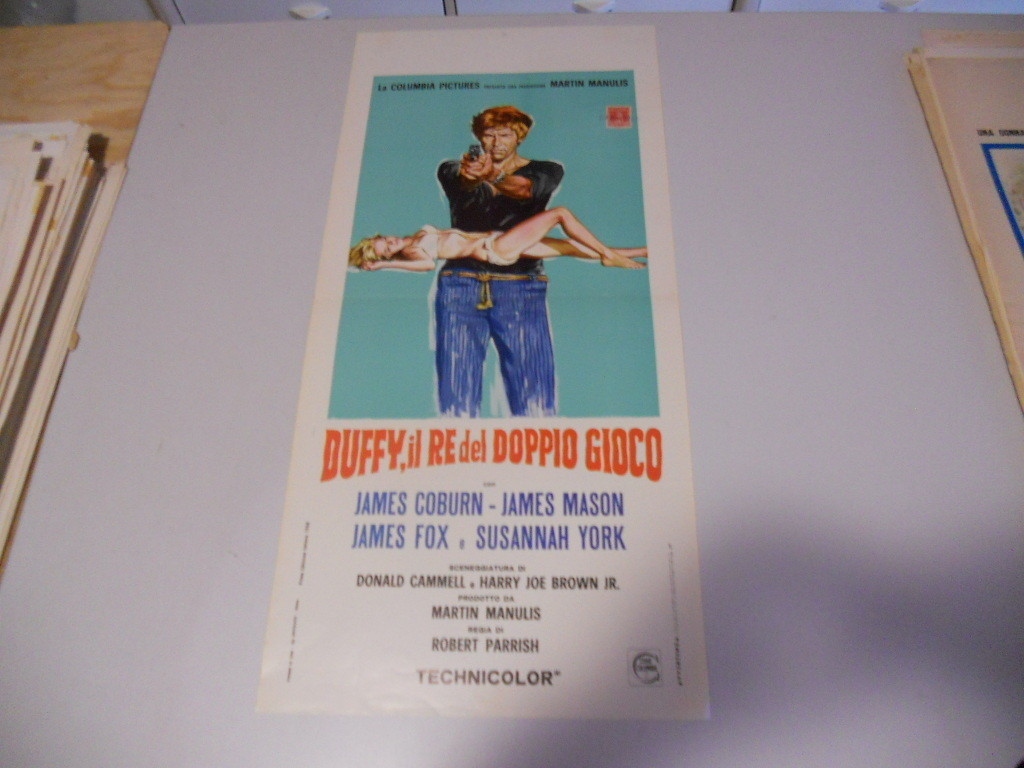 La COLUMBIA PICTURES MARTIN MANULIS
DUFFY, il RE del DOPPIO GIOCO
con
JAMES COBURN - JAMES MASON
JAMES FOX e SUSANNAH YORK
SCENEGGIATURA DI
DONALD CAMMELL e HARRY JOE BROWN JR.
PRODOTTO DA
MARTIN MANULIS
REGIA DI
ROBERT PARRISH
TECHNICOLOR®
UNA